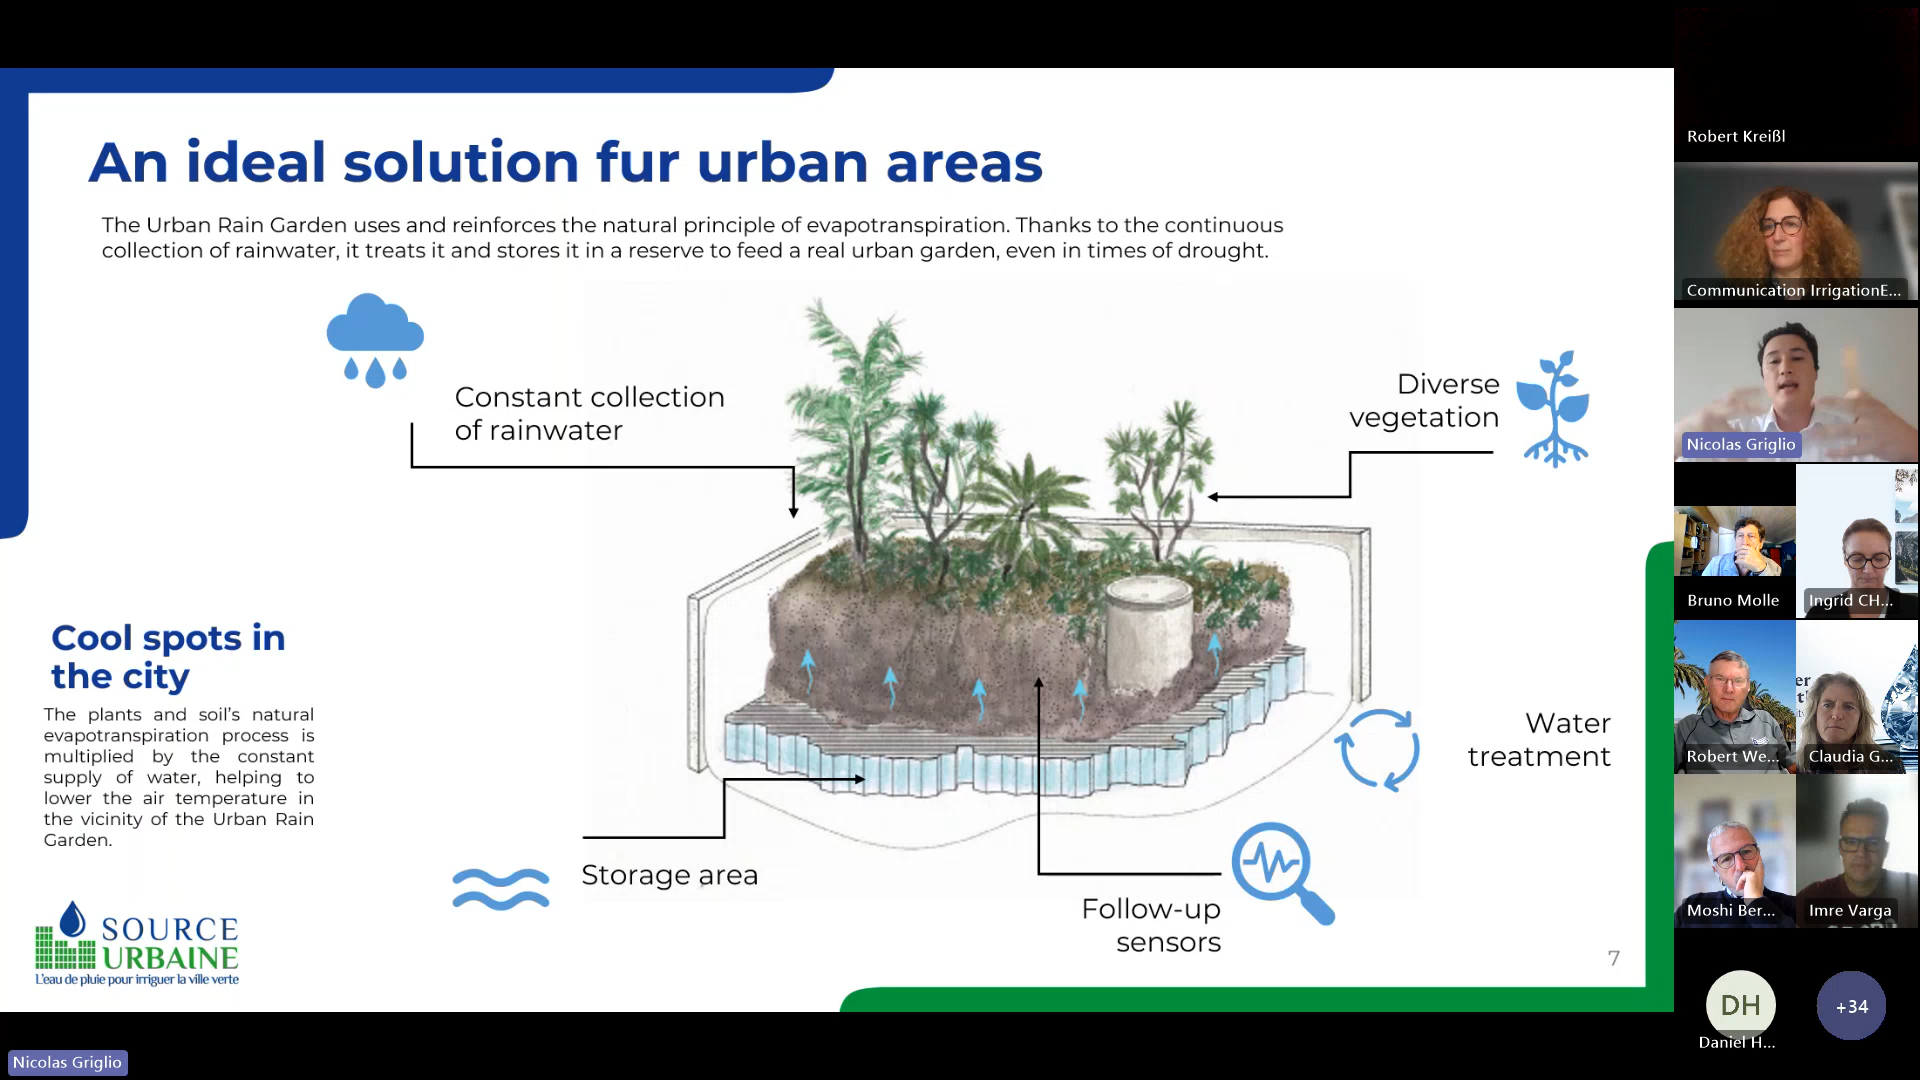 An ideal solution fur urban areas
The Urban Rain Garden uses and reinforces the natural principle of evapotranspiration. Thanks to the continuous
collection of rainwater, it treats it and stores it in a reserve to feed a real urban garden, even in times of drought.
Constant collection
of rainwater
Diverse
vegetation
Cool spots in
the city
The plants and soil's natural
evapotranspiration process is
multiplied by the constant
supply of water, helping to
lower the air temperature in
the vicinity of the Urban Rain
Garden.
Water
treatment
Storage area
Follow-up
sensors
SOURCE
URBAINE
L'eau de pluie pour irriguer la ville verte
7
Nicolas Griglio
Robert Kreißl
Communication IrrigationE...
Nicolas Griglio
Bruno Molle
Ingrid CH...
Robert We...
Claudia G...
Moshi Ber...
Imre Varga
DH
Daniel H...
+34